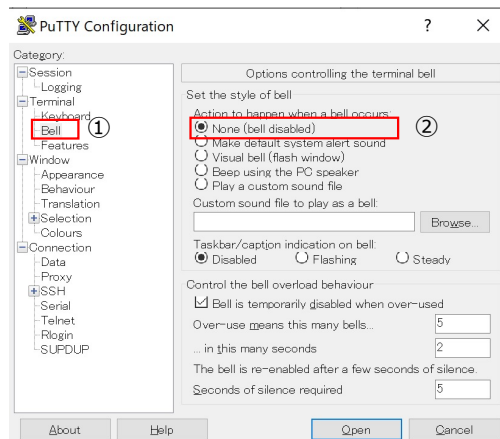 PuTTY Configuration ? ×
Category:
Session
Logging
Terminal
Keyboard
Bell ①
Features
Window
Appearance
Behaviour
Translation
Selection
Colours
Connection
Data
Proxy
SSH
Serial
Telnet
Rlogin
SUPDUP
Options controlling the terminal bell
Set the style of bell
Action to happen when a bell occurs:
None (bell disabled) ②
Make default system alert sound
Visual bell (flash window)
Beep using the PC speaker
Play a custom sound file
Custom sound file to play as a bell:
Browse...
Taskbar/caption indication on bell:
Disabled Flashing Steady
Control the bell overload behaviour
Bell is temporarily disabled when over-used
Over-use means this many bells... 5
... in this many seconds 2
The bell is re-enabled after a few seconds of silence.
Seconds of silence required 5
About Help Open Cancel